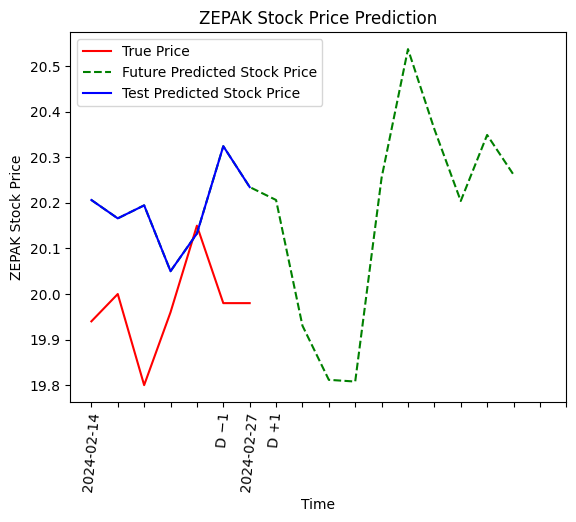 ZEPAK Stock Price Prediction
True Price
Future Predicted Stock Price
Test Predicted Stock Price
ZEPAK Stock Price
20.5
20.4
20.3
20.2
20.1
20.0
19.9
19.8
2024-02-14
D −1
2024-02-27
D +1
Time